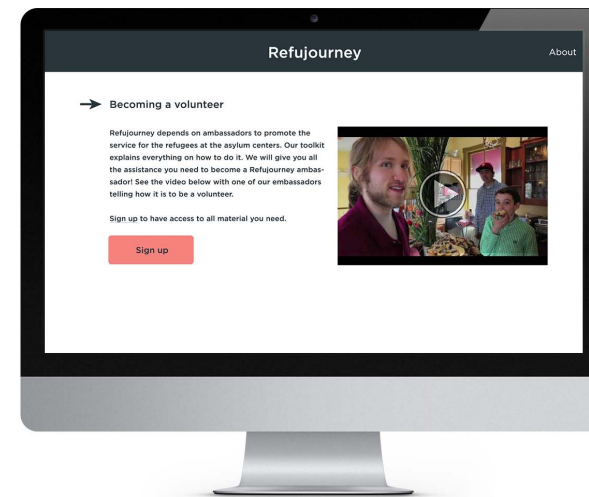 Refujourney
About
Becoming a volunteer
Refujourney depends on ambassadors to promote the
service for the refugees at the asylum centers. Our toolkit
explains everything on how to do it. We will give you all
the assistance you need to become a Refujourney ambas-
sador! See the video below with one of our embassadors
telling how it is to be a volunteer.
Sign up to have access to all material you need.
Sign up